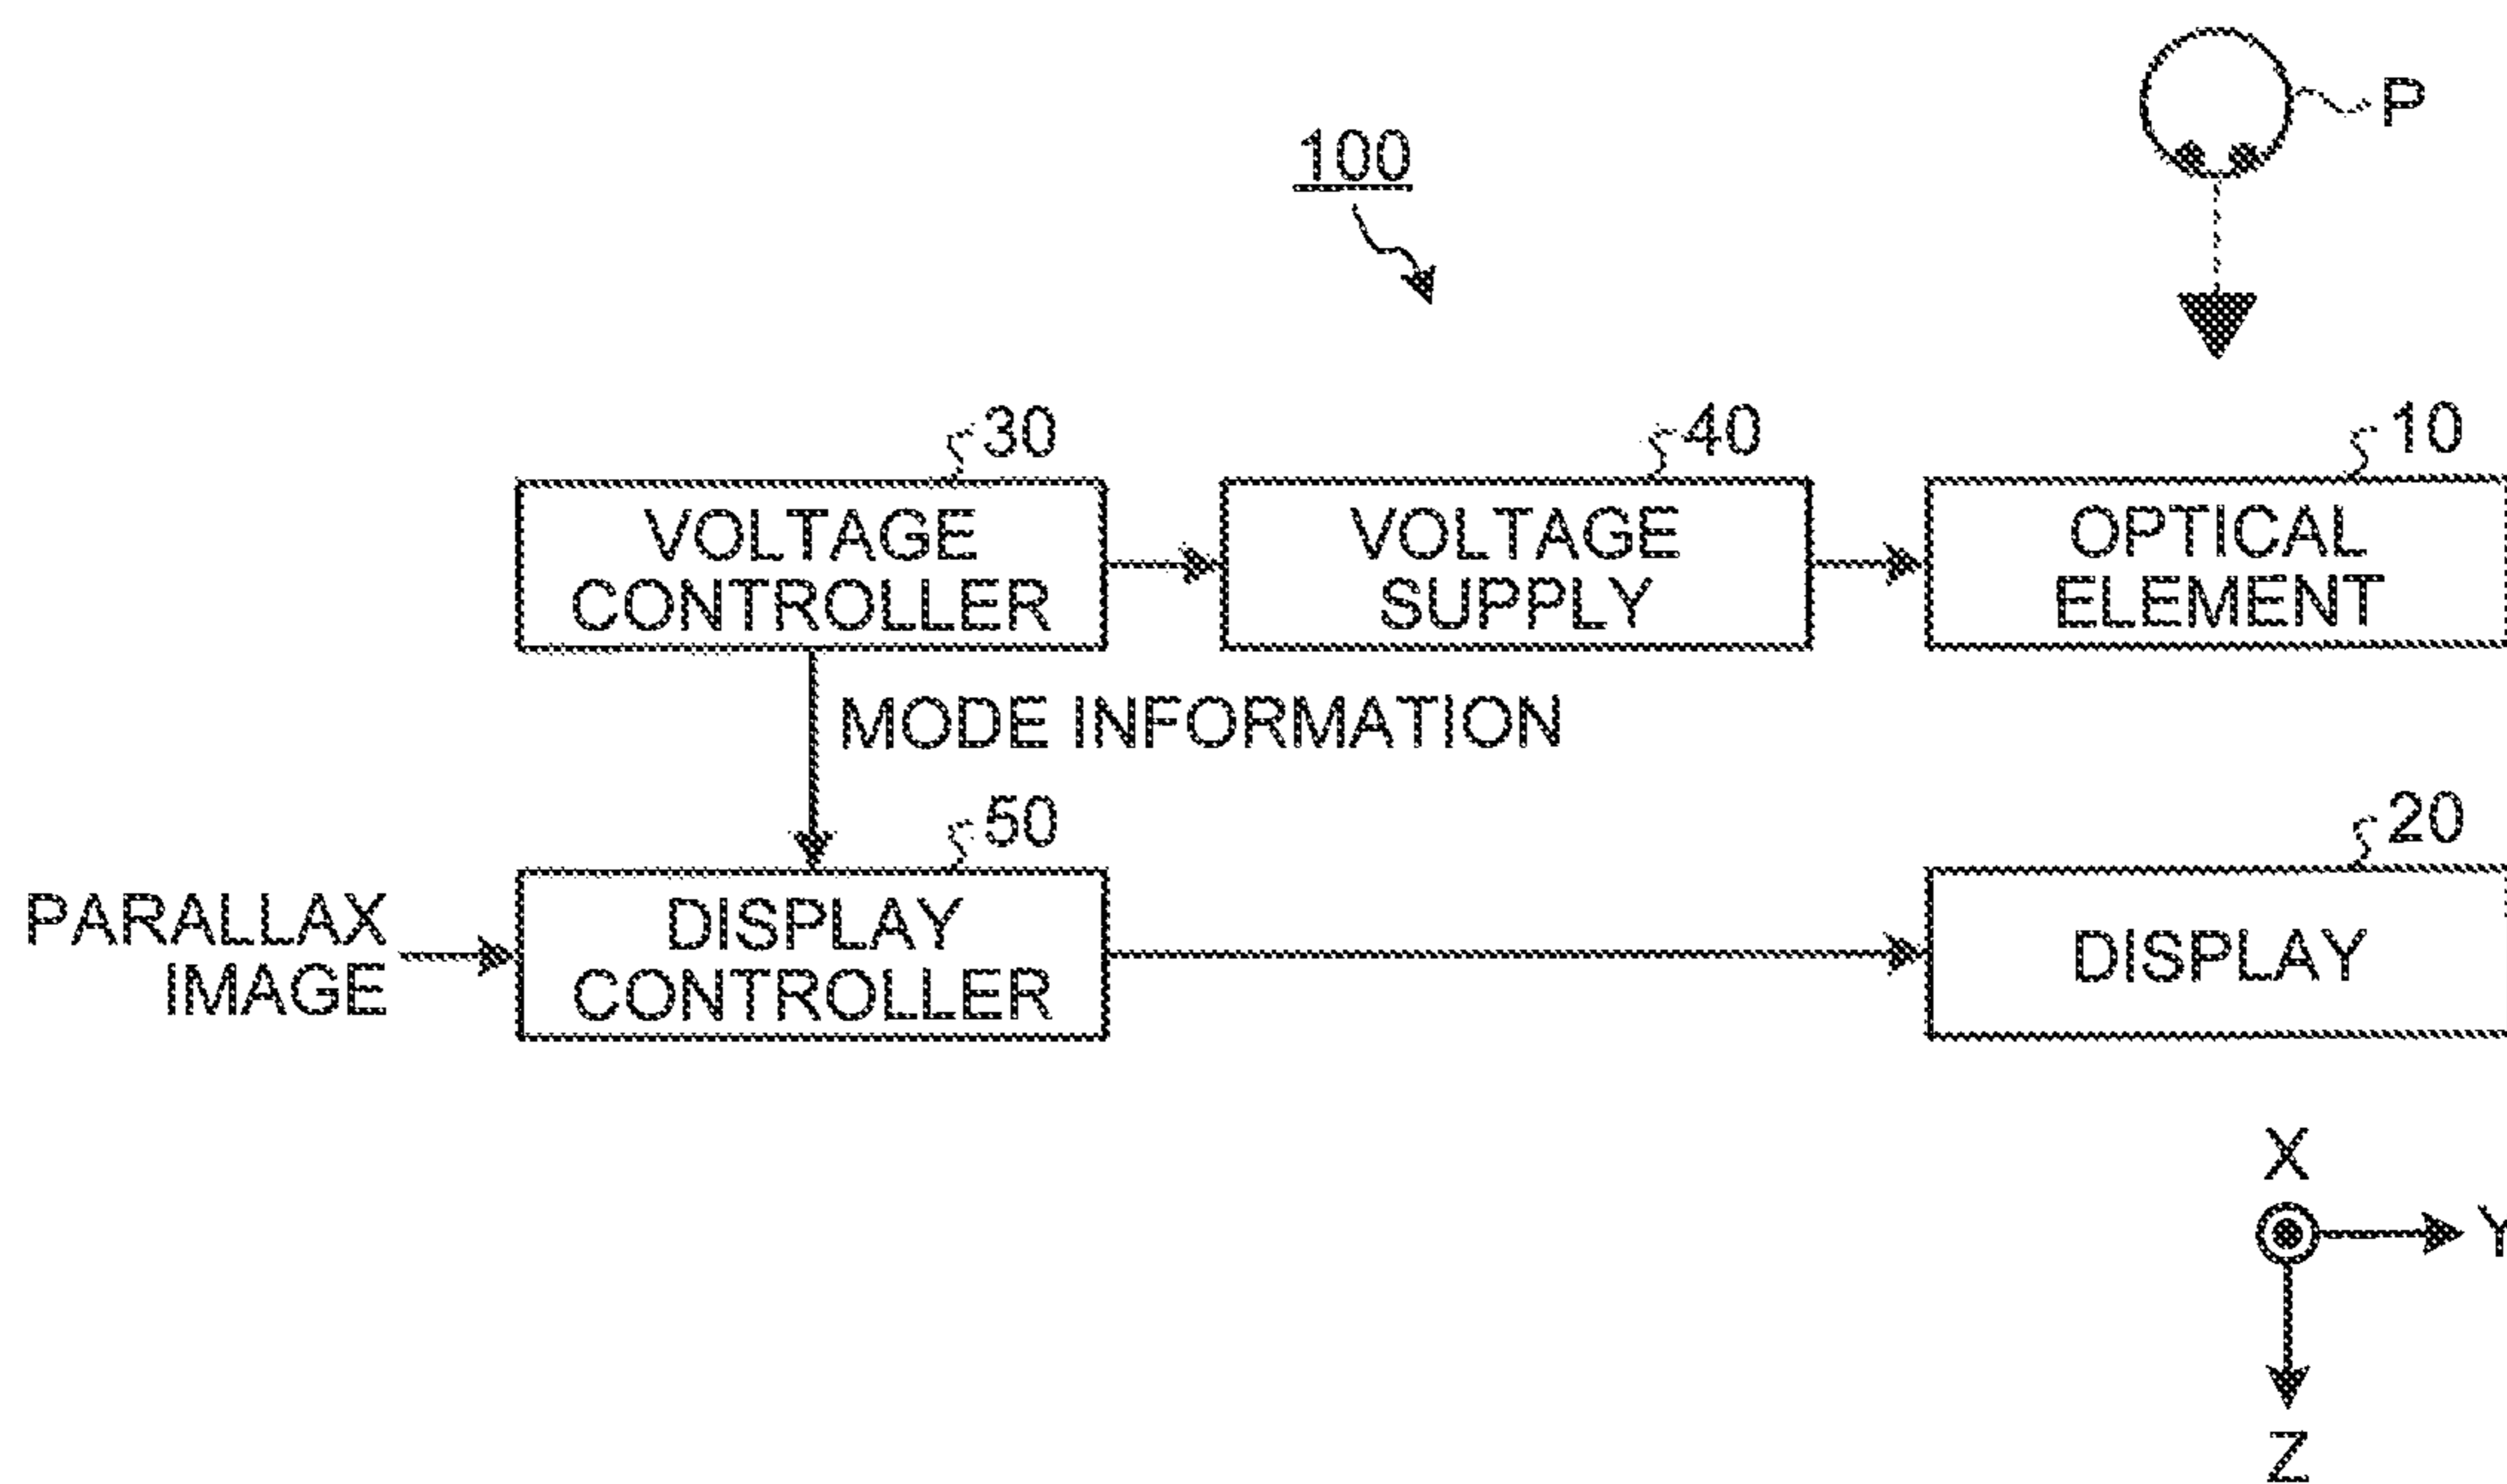 P
100
30
40
10
VOLTAGE
CONTROLLER
VOLTAGE
SUPPLY
OPTICAL
ELEMENT
MODE INFORMATION
50
20
PARALLAX
IMAGE
DISPLAY
CONTROLLER
DISPLAY
X
Y
Z